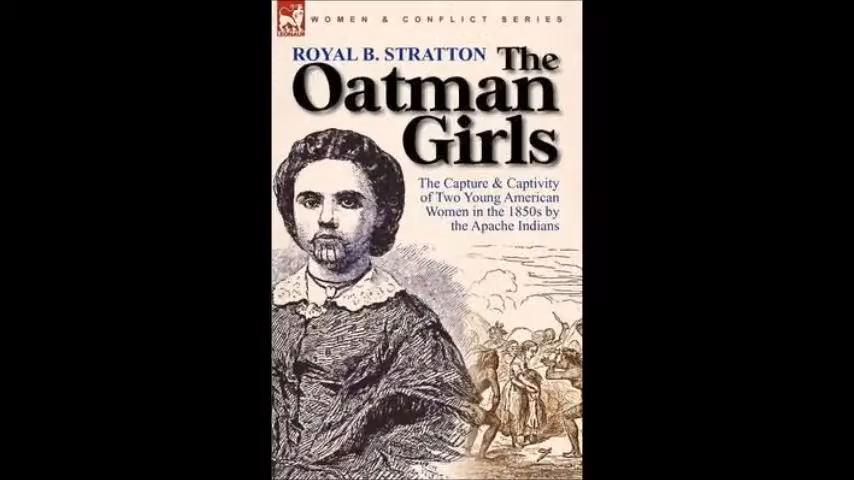 WOMEN & CONFLICT SERIES
LEONAUR
ROYAL B. STRATTON
The
Oatman
Girls
The Capture & Captivity
of Two Young American
Women in the 1850s by
the Apache Indians